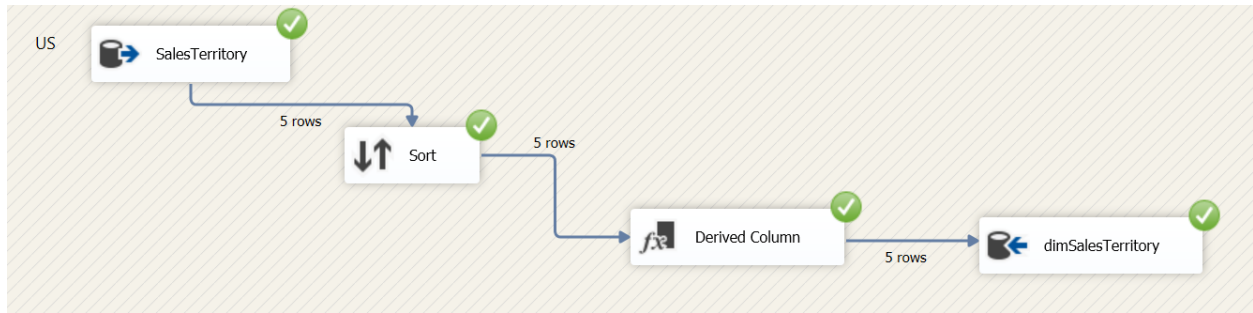 US
SalesTerritory
5 rows
Sort
5 rows
Derived Column
5 rows
dimSalesTerritory